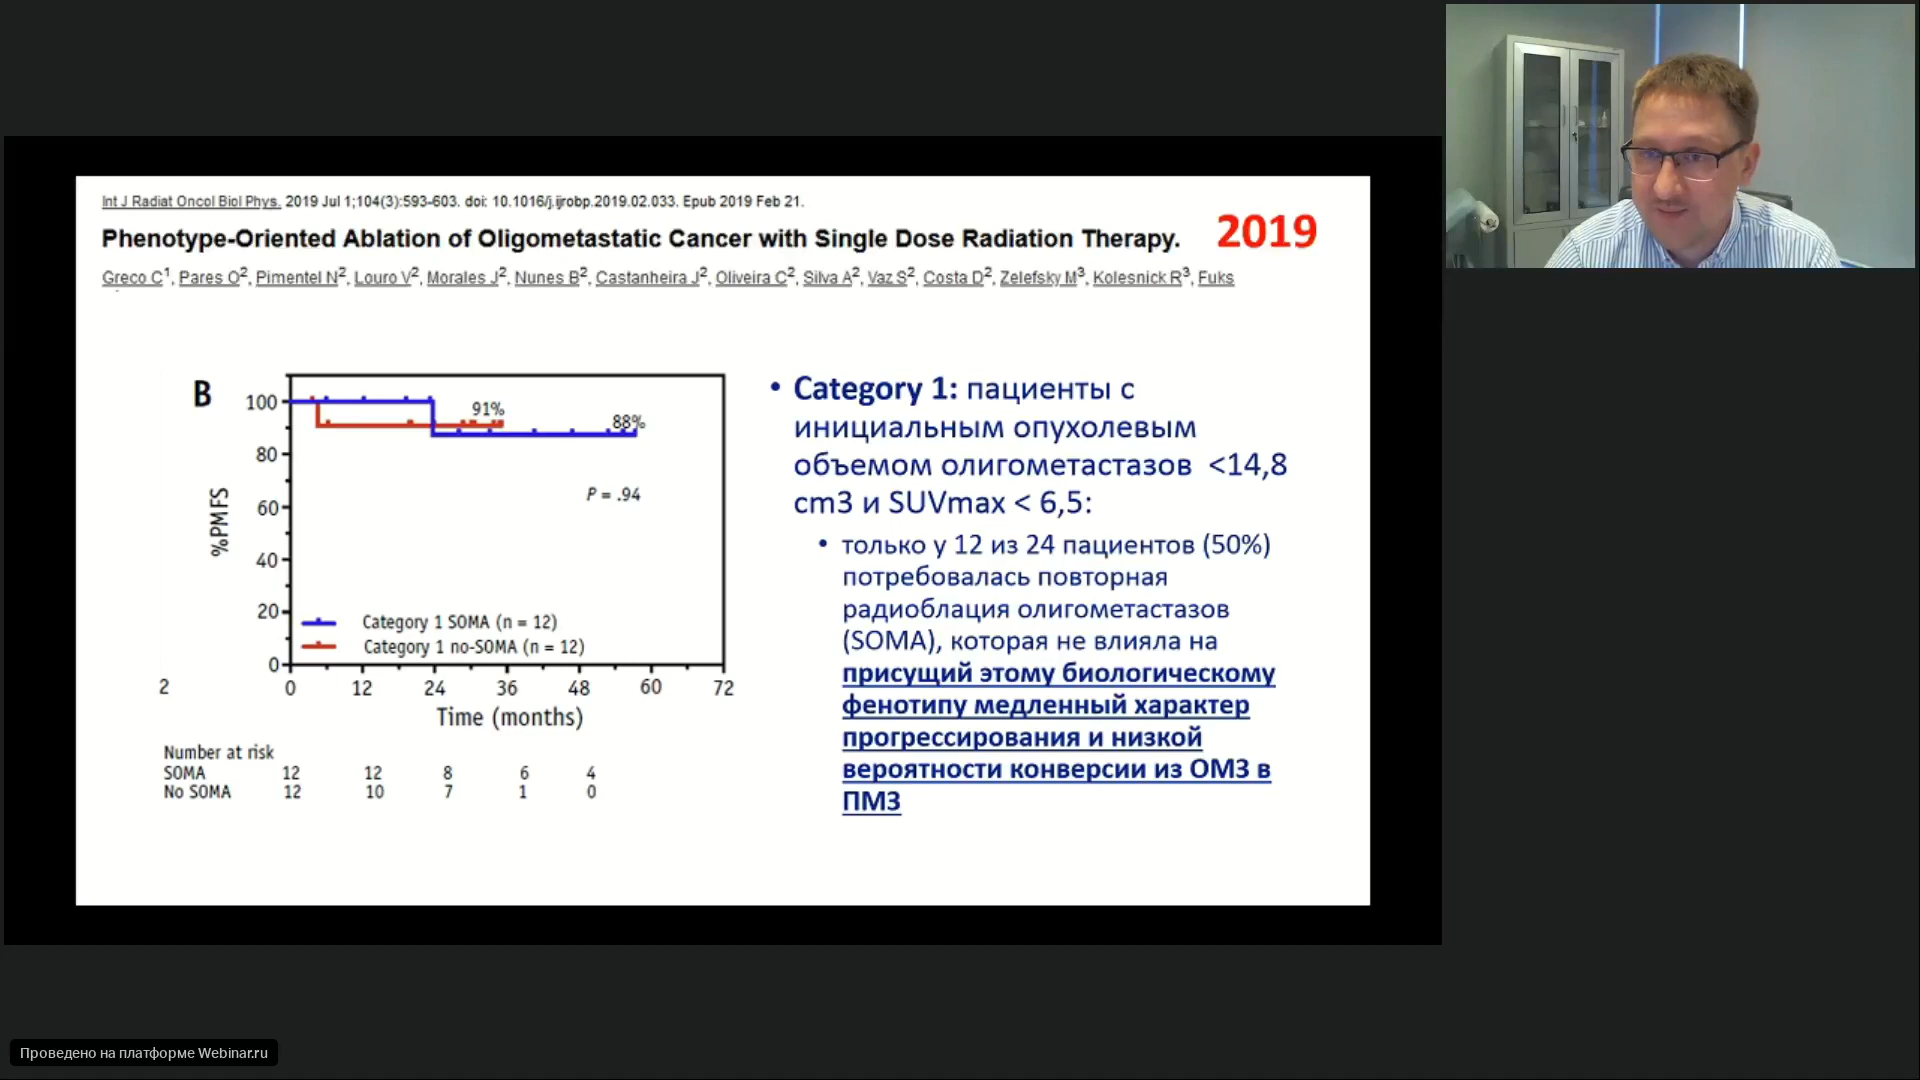 Int J Radiat Oncol Biol Phys. 2019 Jul 1;104(3):593-603. doi: 10.1016/j.ijrobp.2019.02.033. Epub 2019 Feb 21.
Phenotype-Oriented Ablation of Oligometastatic Cancer with Single Dose Radiation Therapy.
2019
Greco C1, Pares O2, Pimentel N2, Louro V2, Morales J2, Nunes B2, Castanheira J2, Oliveira C2, Silva A2, Vaz S2, Costa D2, Zelefsky M3, Kolesnick R3, Fuks
B
%PMFS
100
80
60
40
20
0
91%
88%
P = .94
Category 1 SOMA (n = 12)
Category 1 no-SOMA (n = 12)
0 12 24 36 48 60 72
2
Time (months)
Number at risk
SOMA 12 12 8 6 4
No SOMA 12 10 7 1 0
• Category 1: пациенты с
инициальным опухолевым
объемом олигометастазов <14,8
cm3 и SUVmax < 6,5:
• только у 12 из 24 пациентов (50%)
потребовалась повторная
радиоблация олигометастазов
(SOMA), которая не влияла на
присущий этому биологическому
фенотипу медленный характер
прогрессирования и низкой
вероятности конверсии из ОМЗ в
ПМЗ
Проведено на платформе Webinar.ru